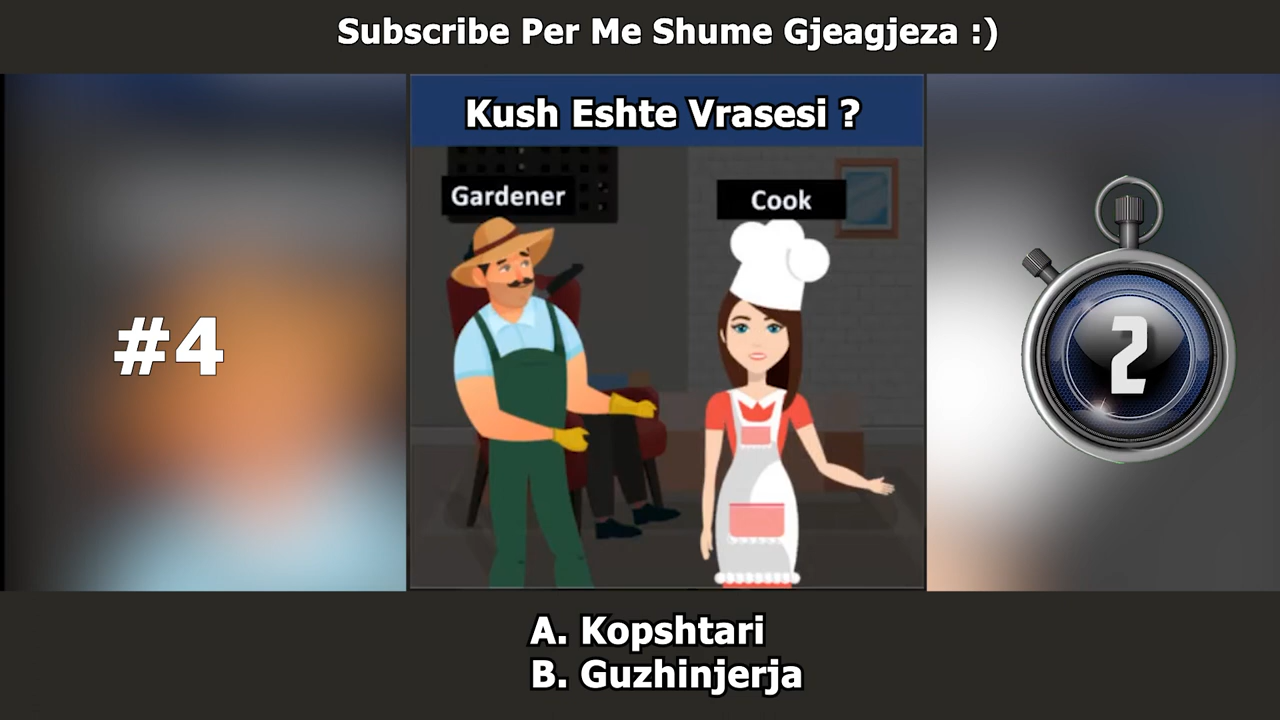 Subscribe Per Me Shume Gjeagjeza :)
Kush Eshte Vrasesi ?
Gardener
Cook
#4
2
A. Kopshtari
B. Guzhinjerja